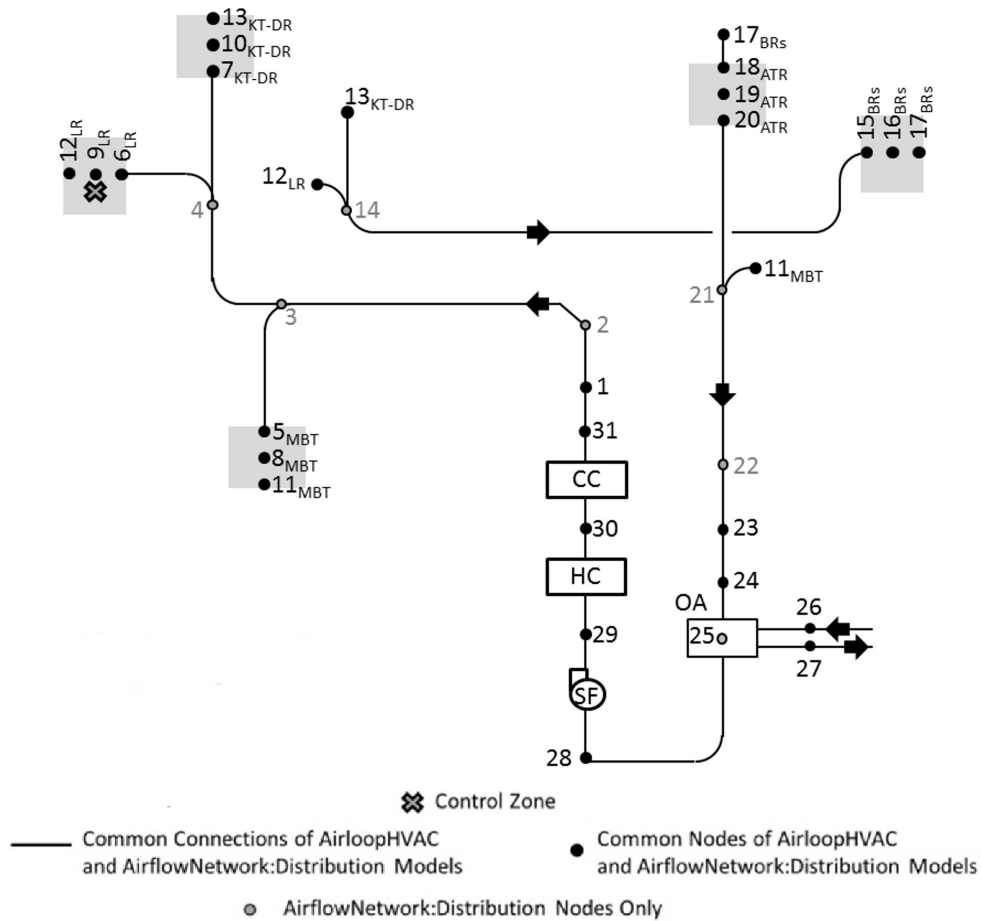 13KT-DR
10KT-DR
7KT-DR
17BRs
18ATR
19ATR
20ATR
13KT-DR
15BRs
16BRs
17BRs
12LR
9LR
6LR
12LR
4
14
11MBT
21
3
2
1
31
5MBT
8MBT
11MBT
CC
22
30
23
HC
24
OA
26
29
25
27
SF
28
Control Zone
Common Connections of AirloopHVAC
and AirflowNetwork:Distribution Models
Common Nodes of AirloopHVAC
and AirflowNetwork:Distribution Models
AirflowNetwork:Distribution Nodes Only